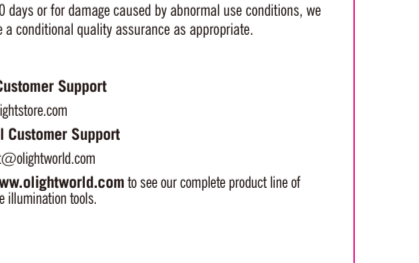 0 days or for damage caused by abnormal use conditions, we
e a conditional quality assurance as appropriate.
Customer Support
ightstore.com
l Customer Support
t@olightworld.com
ww.olightworld.com to see our complete product line of
e illumination tools.